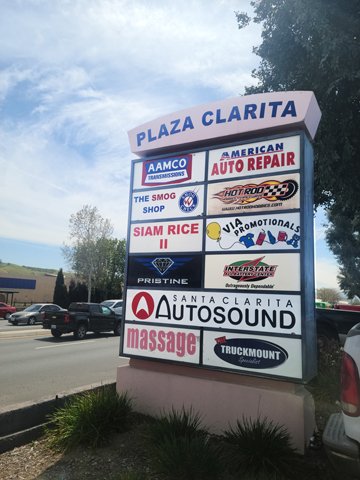 PLAZA CLARITA
AAMCO
TRANSMISSIONS
AMERICAN
AUTO REPAIR
THE SMOG
SHOP
HOT ROD
SIAM RICE
II
VIA
PROMOTIONALS
PRISTINE
INTERSTATE
Outrageously Dependable
SANTA CLARITA
AUTOSOUND
massage
TRUCKMOUNT
Specialist